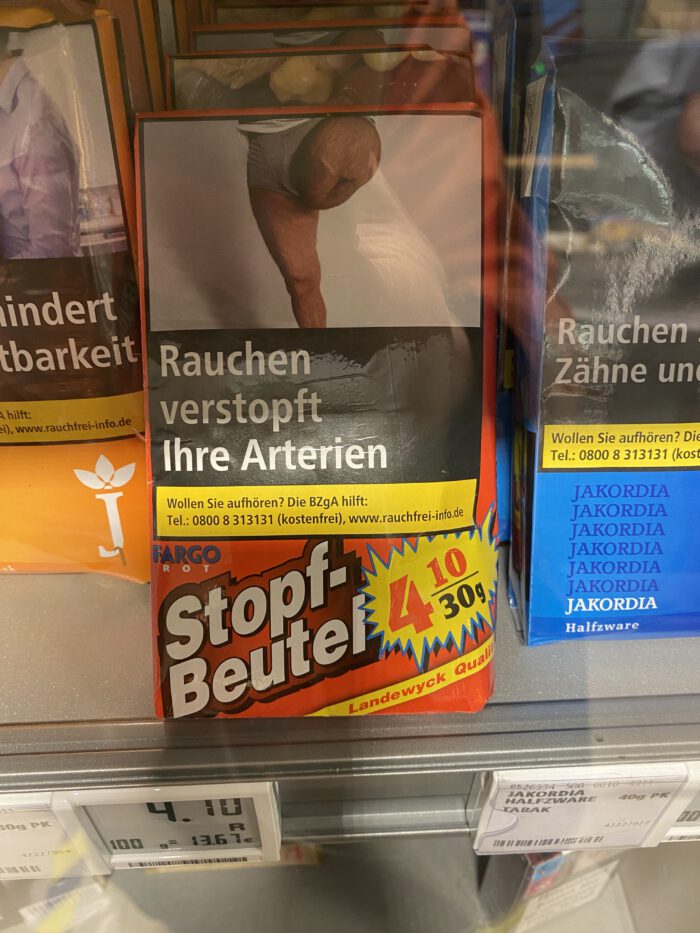 Rauchen
verstopft
Ihre Arterien
Wollen Sie aufhören? Die BZgA hilft:
Tel.: 0800 8 313131 (kostenfrei), www.rauchfrei-info.de
FARGO
ROT
Stopf-
Beutel
4 10
30g
Landewyck
hindert
tbarkeit
hilft:
www.rauchfrei-info.de
J
Rauchen
Zähne und
Wollen Sie aufhören? Die
Tel.: 0800 8 313131 (kost
JAKORDIA
JAKORDIA
JAKORDIA
JAKORDIA
JAKORDIA
JAKORDIA
JAKORDIA
Halfzware
PK
4.10
R
100 g= 13.67€
JAKORDIA
HALFZWARE
TABAK
40g PK